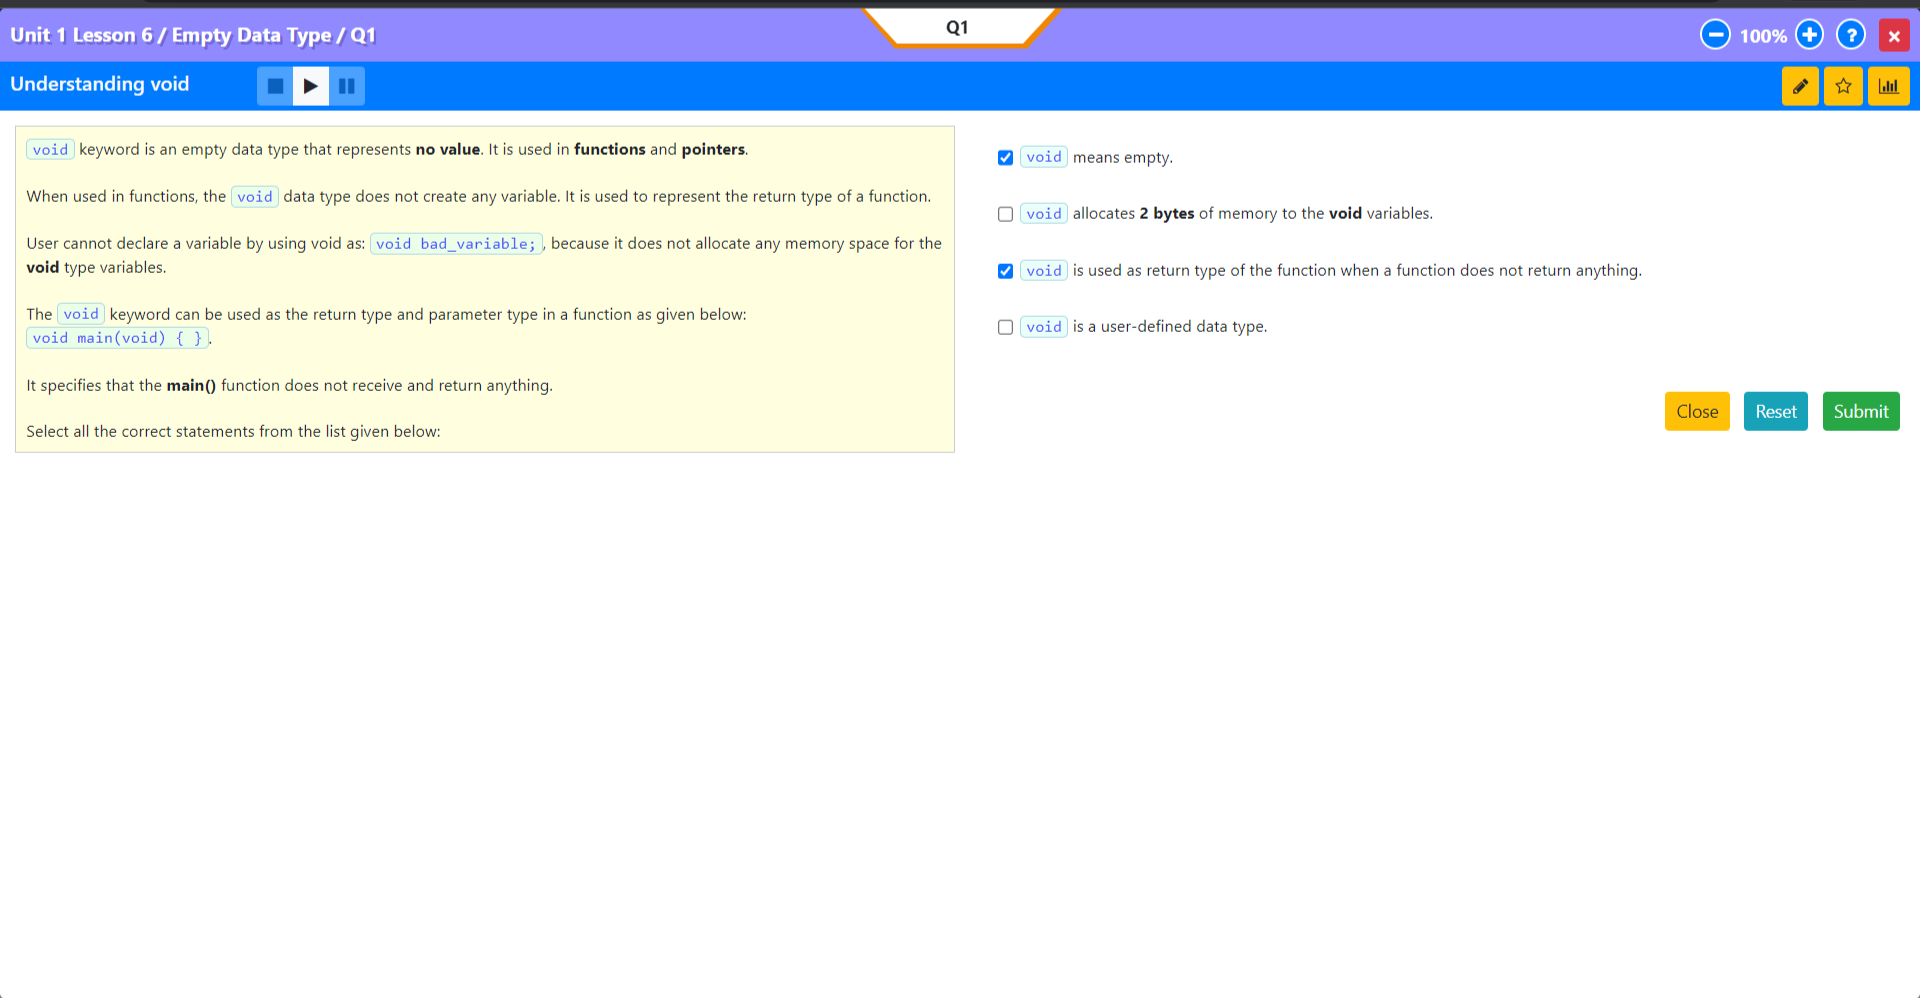 Q1
Unit 1 Lesson 6 / Empty Data Type / Q1
100%
?
Understanding void
void keyword is an empty data type that represents no value. It is used in functions and pointers.
When used in functions, the void data type does not create any variable. It is used to represent the return type of a function.
User cannot declare a variable by using void as: void bad_variable; , because it does not allocate any memory space for the
void type variables.
The void keyword can be used as the return type and parameter type in a function as given below:
void main(void) { } .
It specifies that the main() function does not receive and return anything.
Select all the correct statements from the list given below:
void means empty.
void allocates 2 bytes of memory to the void variables.
void is used as return type of the function when a function does not return anything.
void is a user-defined data type.
Close Reset Submit